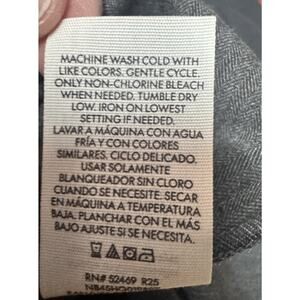 MACHINE WASH COLD WITH
LIKE COLORS. GENTLE CYCLE.
ONLY NON-CHLORINE BLEACH
WHEN NEEDED. TUMBLE DRY
LOW. IRON ON LOWEST
SETTING IF NEEDED.
LAVAR A MÁQUINA CON AGUA
FRÍA Y CON COLORES
SIMILARES. CICLO DELICADO.
USAR SOLAMENTE
BLANQUEADOR SIN CLORO
CUANDO SE NECESITE. SECAR
EN MÁQUINA A TEMPERATURA
BAJA. PLANCHAR CON EL MÁS
BAJO AJUSTE SI SE NECESITA.
RN# 52469 R25